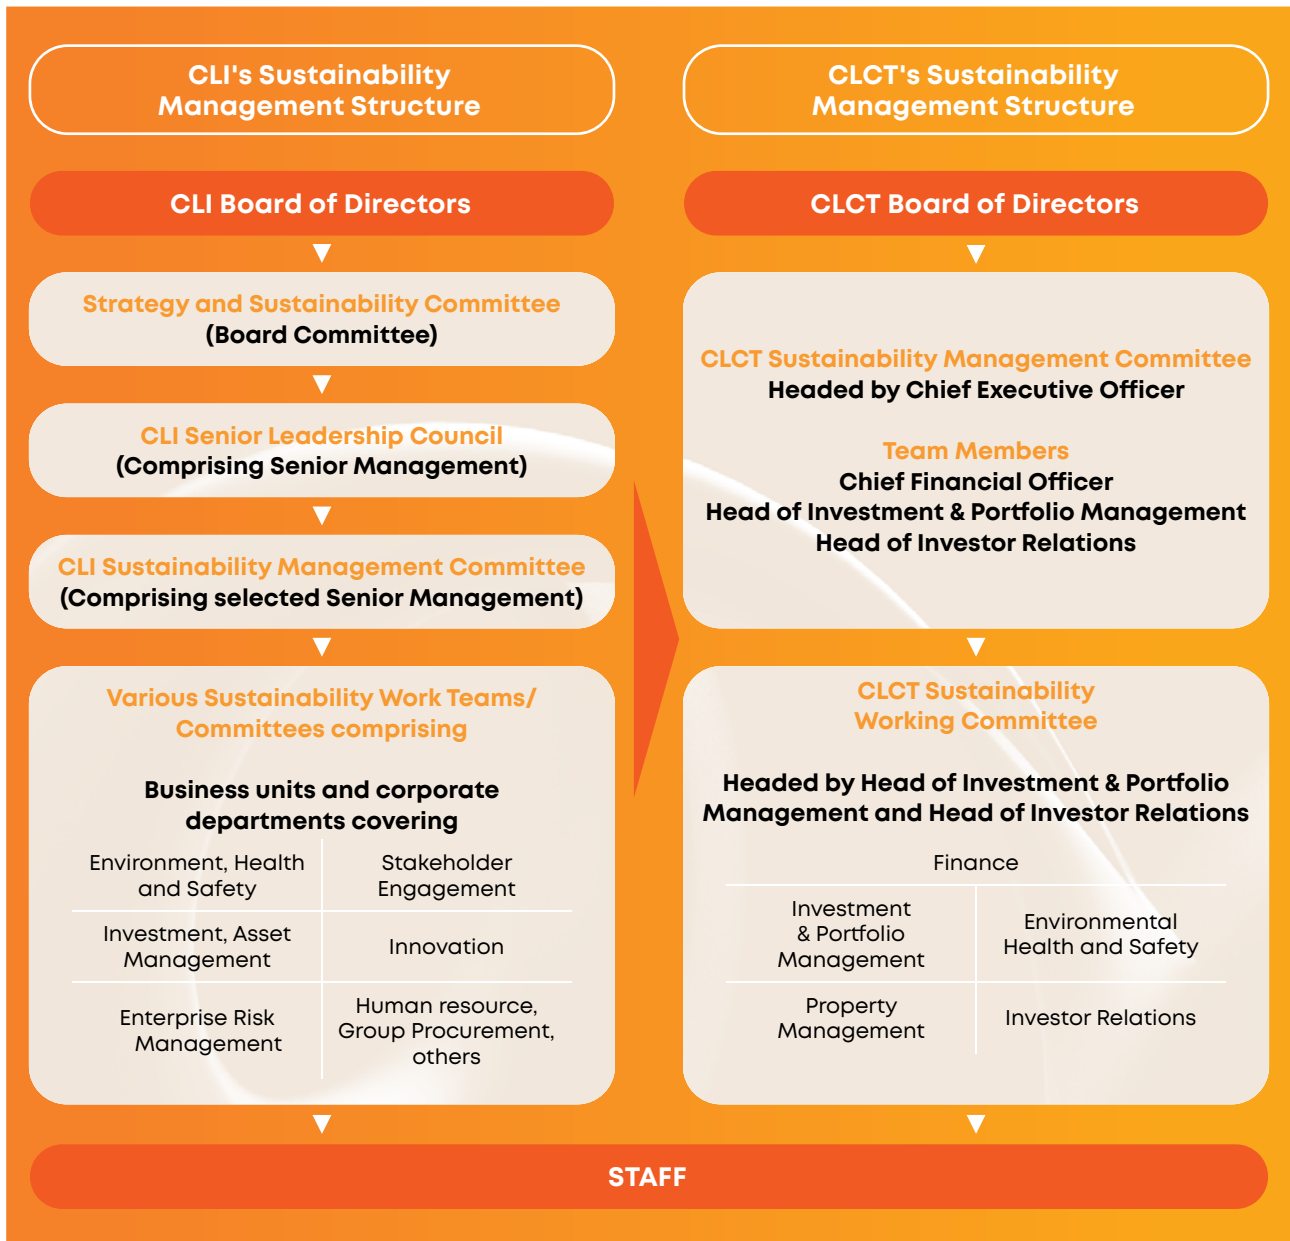 CLI's Sustainability
Management Structure
CLI Board of Directors
Strategy and Sustainability Committee
(Board Committee)
CLI Senior Leadership Council
(Comprising Senior Management)
CLI Sustainability Management Committee
(Comprising selected Senior Management)
Various Sustainability Work Teams/
Committees comprising
Business units and corporate
departments covering
Environment, Health
and Safety
Stakeholder
Engagement
Investment, Asset
Management
Innovation
Enterprise Risk
Management
Human resource,
Group Procurement,
others
CLCT's Sustainability
Management Structure
CLCT Board of Directors
CLCT Sustainability Management Committee
Headed by Chief Executive Officer
Team Members
Chief Financial Officer
Head of Investment & Portfolio Management
Head of Investor Relations
CLCT Sustainability
Working Committee
Headed by Head of Investment & Portfolio
Management and Head of Investor Relations
Finance
Investment
& Portfolio
Management
Environmental
Health and Safety
Property
Management
Investor Relations
STAFF